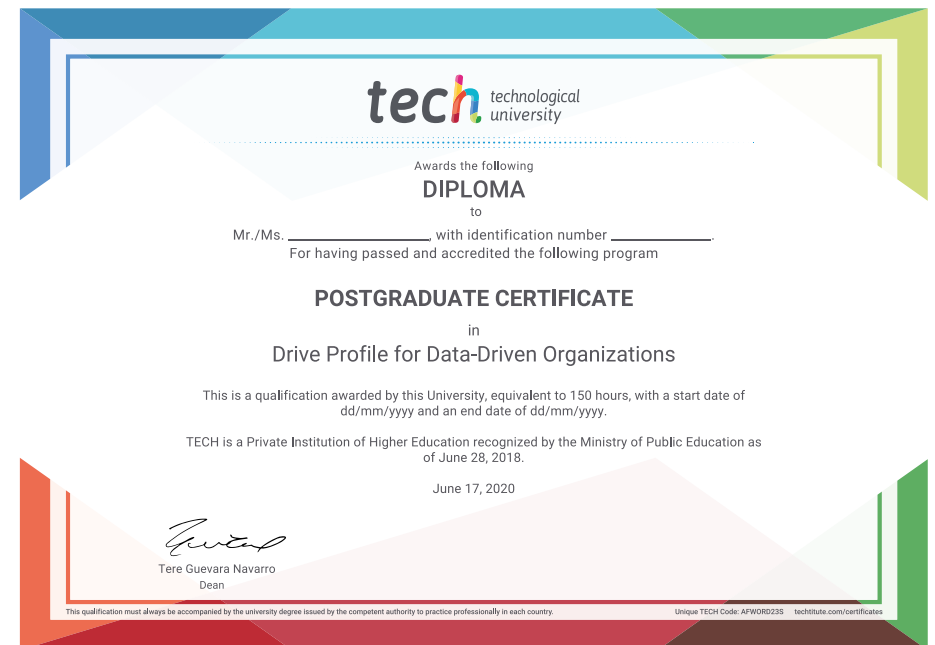 tech technological
university
Awards the following
DIPLOMA
to
Mr./Ms. ____________________, with identification number ______________.
For having passed and accredited the following program
POSTGRADUATE CERTIFICATE
in
Drive Profile for Data-Driven Organizations
This is a qualification awarded by this University, equivalent to 150 hours, with a start date of
dd/mm/yyyy and an end date of dd/mm/yyyy.
TECH is a Private Institution of Higher Education recognized by the Ministry of Public Education as
of June 28, 2018.
June 17, 2020
Tere Guevara Navarro
Dean
This qualification must always be accompanied by the university degree issued by the competent authority to practice professionally in each country. Unique TECH Code: AFWORD23S techtitute.com/certificates